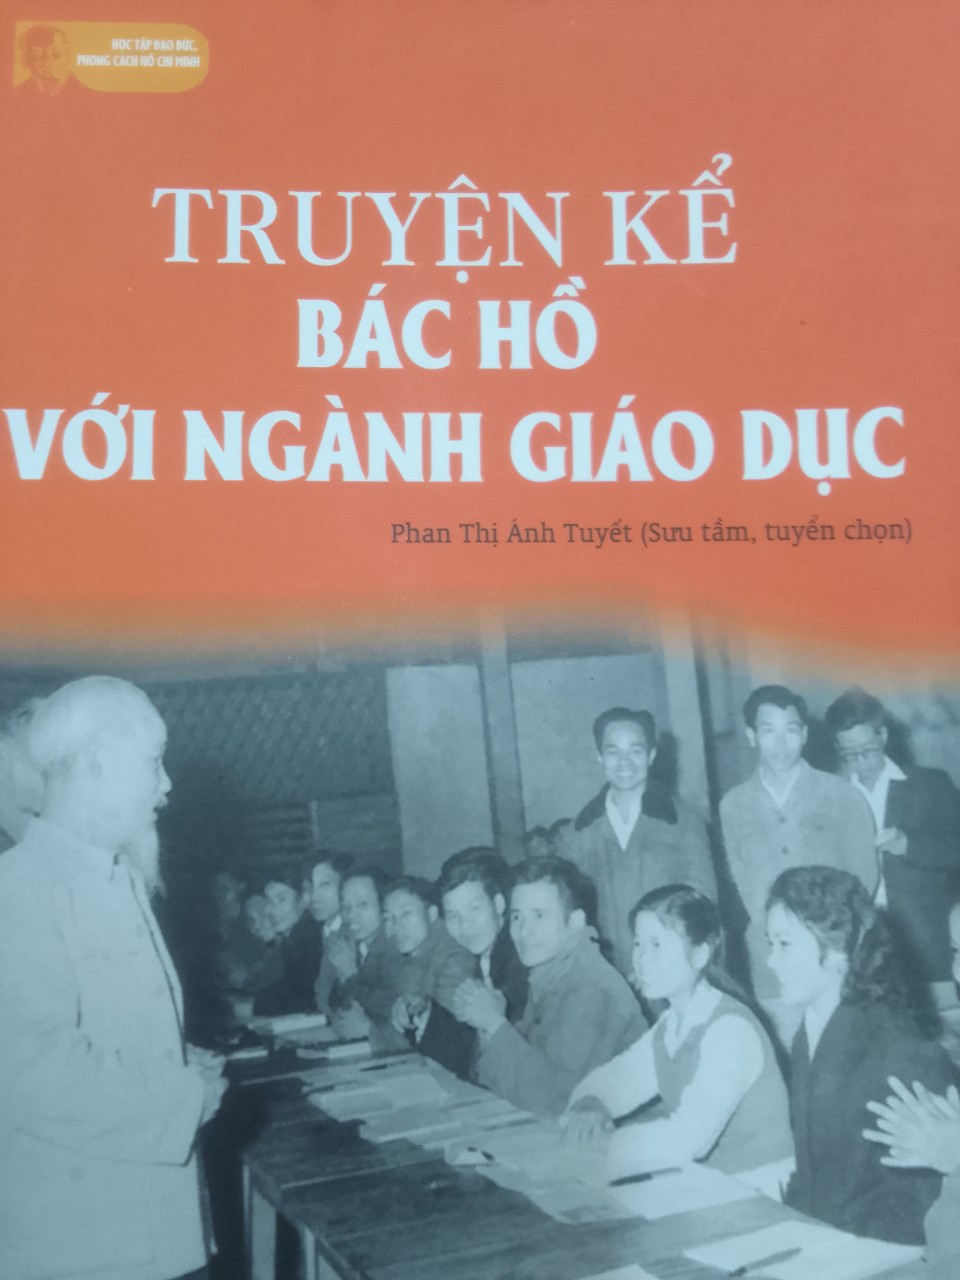 HỌC TẬP ĐẠO ĐỨC,
PHONG CÁCH HỒ CHÍ MINH
TRUYỆN KỂ
BÁC HỒ
VỚI NGÀNH GIÁO DỤC
Phan Thị Ánh Tuyết (Sưu tầm, tuyển chọn)